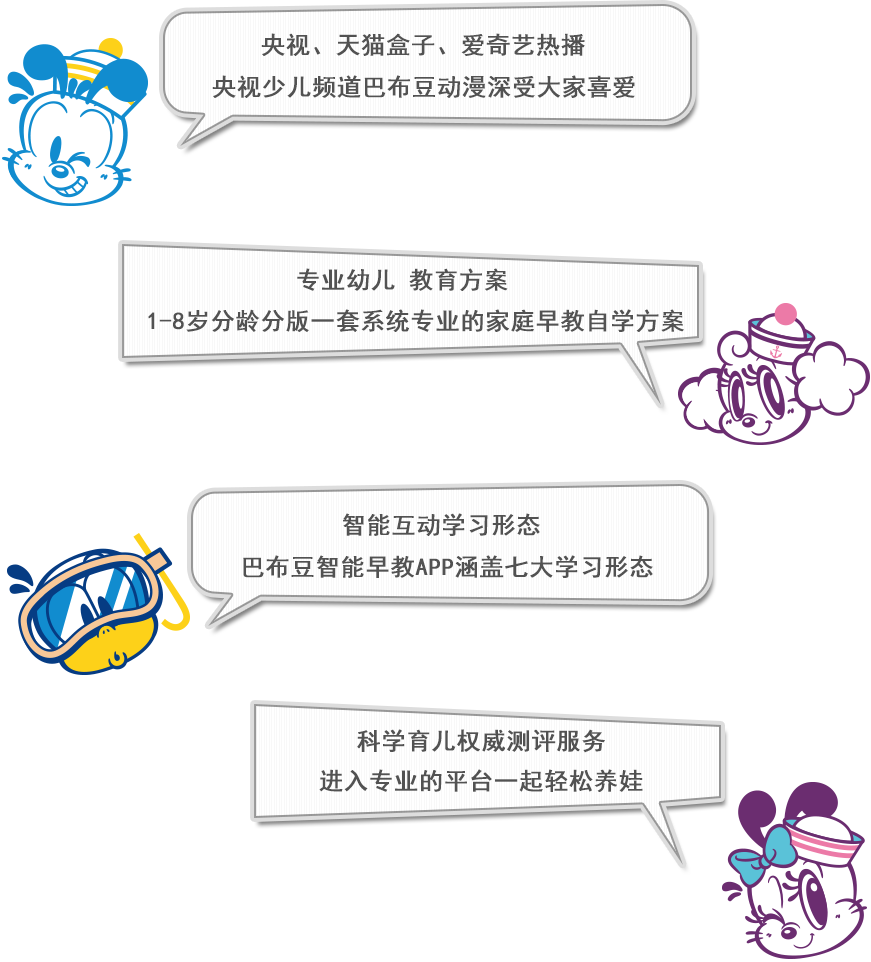 央视、天猫盒子、爱奇艺热播
央视少儿频道巴布豆动漫深受大家喜爱
专业幼儿 教育方案
1-8岁分龄分版一套系统专业的家庭早教自学方案
智能互动学习形态
巴布豆智能早教APP涵盖七大学习形态
科学育儿权威测评服务
进入专业的平台一起轻松养娃